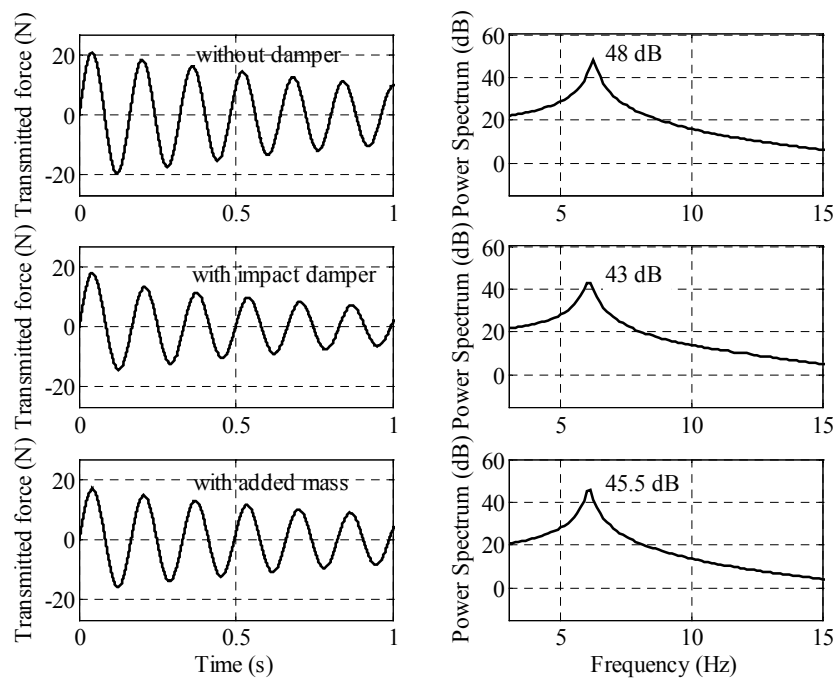 Transmitted force (N)
20
0
-20
without damper
0
0.5
1
Power Spectrum (dB)
60
40
20
0
48 dB
5
10
15
Transmitted force (N)
20
0
-20
with impact damper
0
0.5
1
Power Spectrum (dB)
60
40
20
0
43 dB
5
10
15
Transmitted force (N)
20
0
-20
with added mass
0
0.5
1
Time (s)
Power Spectrum (dB)
60
40
20
0
45.5 dB
5
10
15
Frequency (Hz)